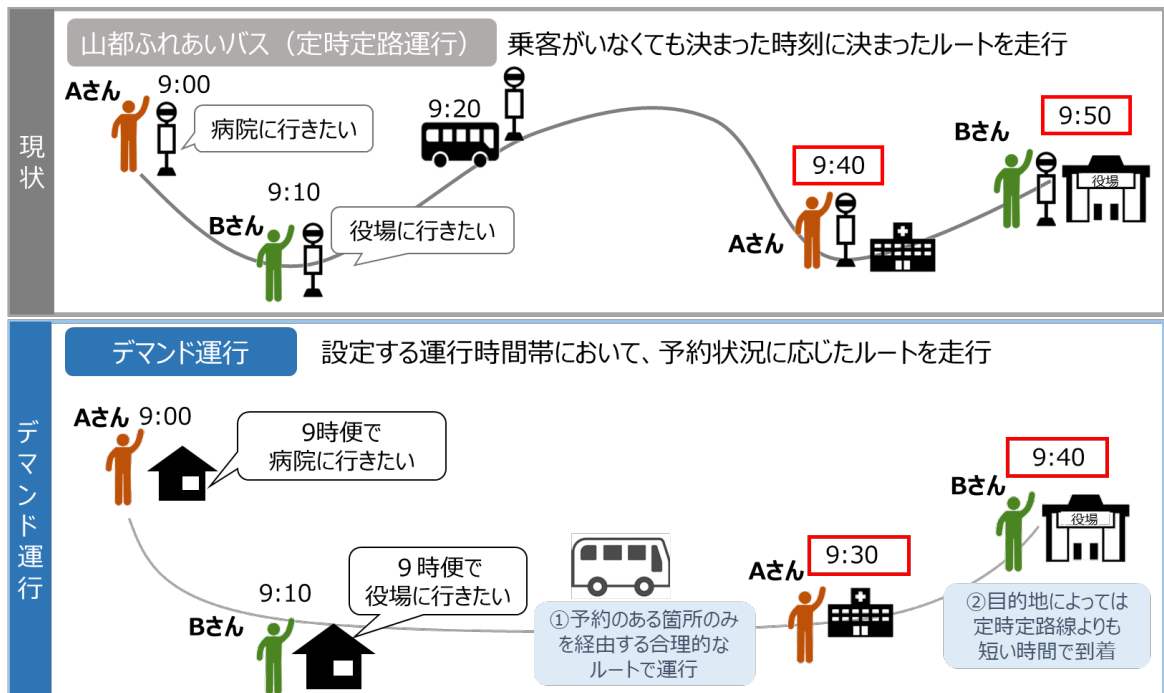 現状
山都ふれあいバス（定時定路運行）
乗客がいなくても決まった時刻に決まったルートを走行
Aさん
9:00
病院に行きたい
Bさん
9:10
役場に行きたい
9:20
Aさん
9:40
Bさん
9:50
役場
デマンド運行
デマンド運行
設定する運行時間帯において、予約状況に応じたルートを走行
Aさん
9:00
9時便で
病院に行きたい
Bさん
9:10
９時便で
役場に行きたい
①予約のある箇所のみ
を経由する合理的な
ルートで運行
Aさん
9:30
Bさん
9:40
役場
②目的地によっては
定時定路線よりも
短い時間で到着